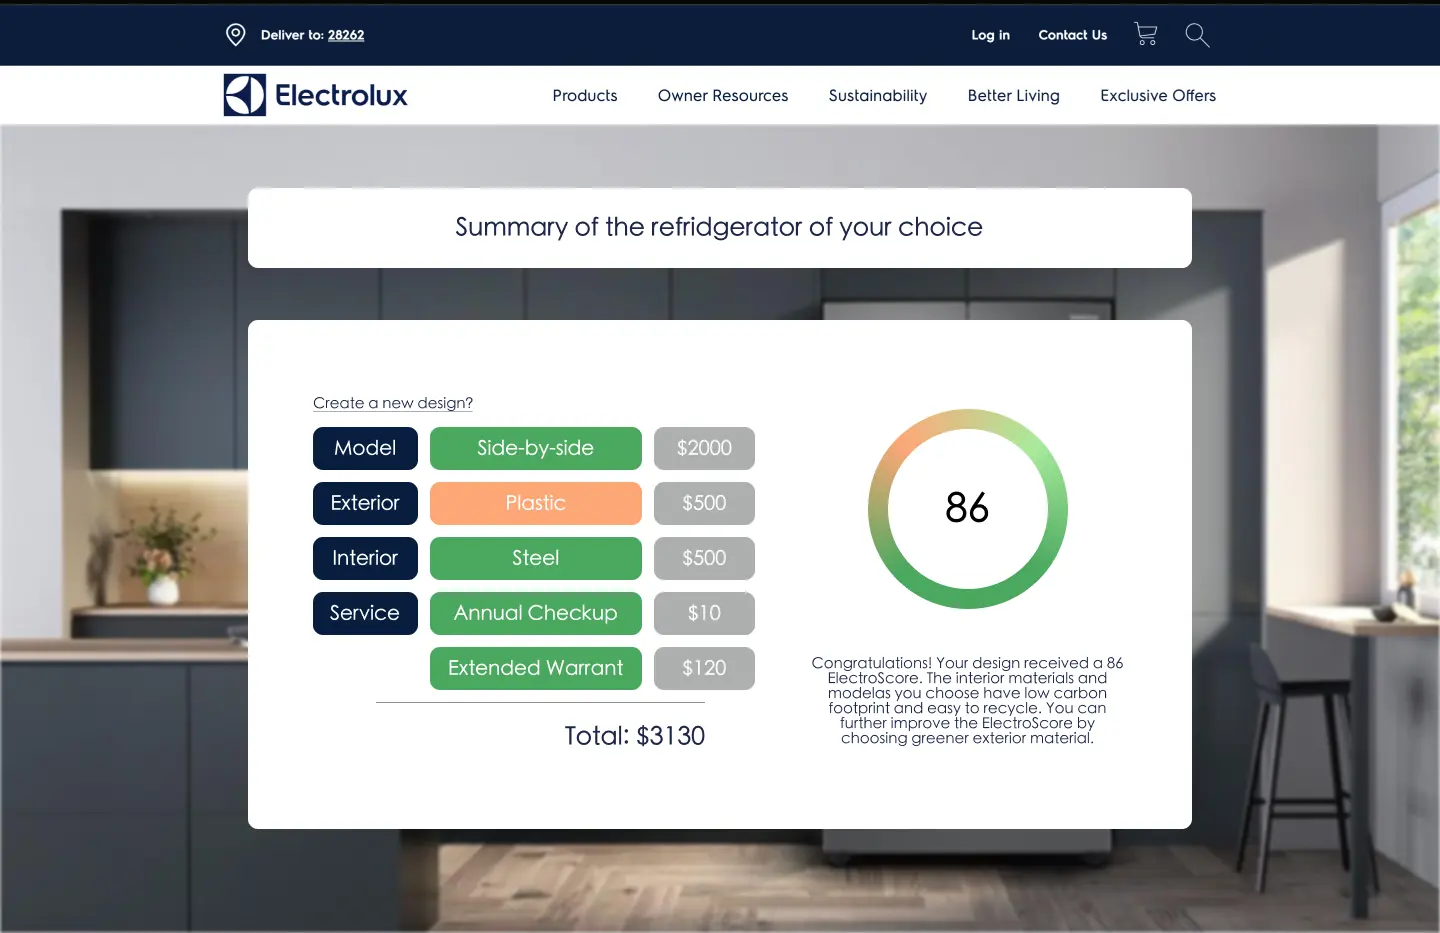 Deliver to: 28262
Log in
Contact Us
Electrolux
Products
Owner Resources
Sustainability
Better Living
Exclusive Offers
Summary of the refridgerator of your choice
Create a new design?
Model Side-by-side $2000
Exterior Plastic $500
Interior Steel $500
Service Annual Checkup $10
Extended Warrant $120
Total: $3130
86
Congratulations! Your design received a 86
ElectroScore. The interior materials and
modelas you choose have low carbon
footprint and easy to recycle. You can
further improve the ElectroScore by
choosing greener exterior material.